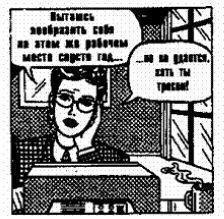 Пытаюсь
вообразить себя
на этом же рабочем
месте спустя год...
...но не удается,
хоть ты
тресни!